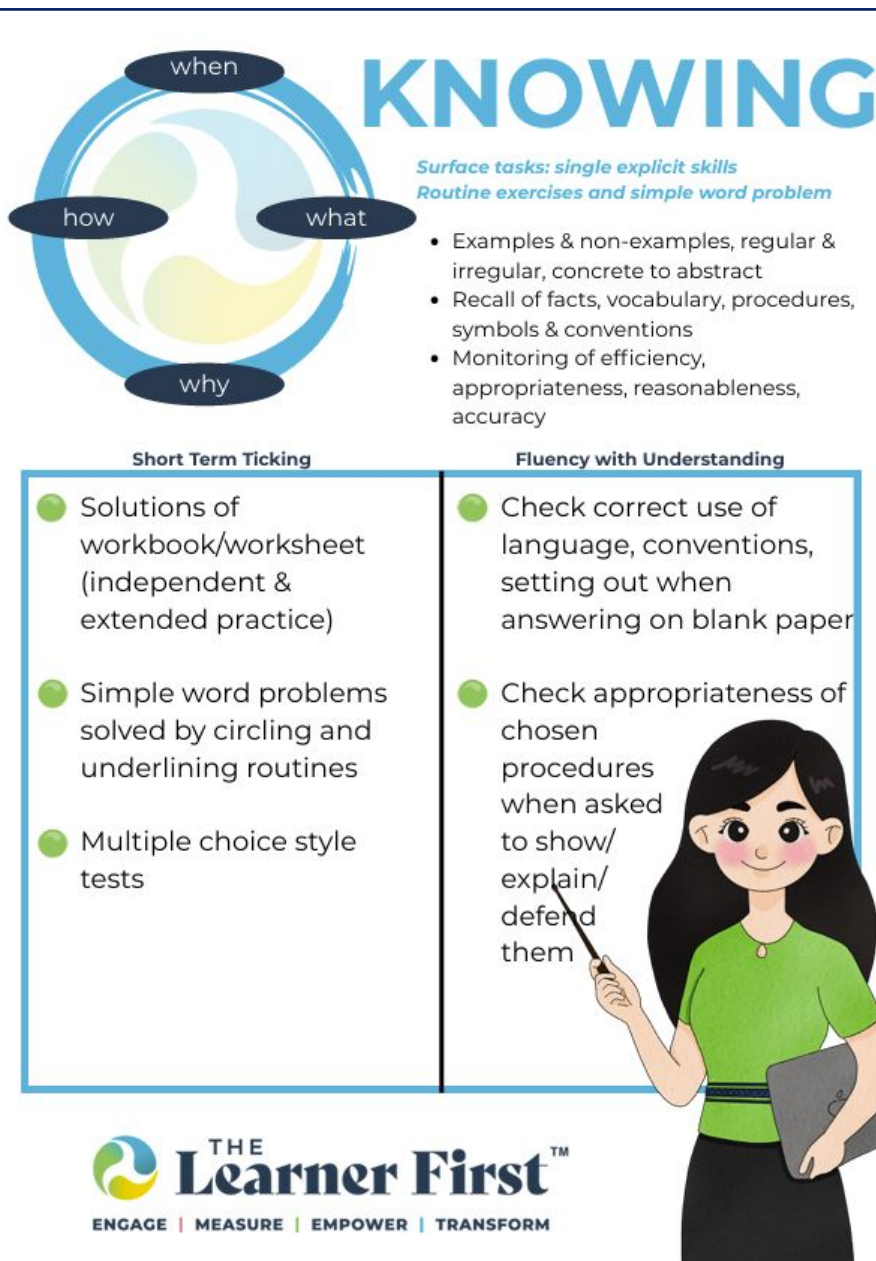 when
how
what
why
KNOWING
Surface tasks: single explicit skills
Routine exercises and simple word problem
• Examples & non-examples, regular &
irregular, concrete to abstract
• Recall of facts, vocabulary, procedures,
symbols & conventions
• Monitoring of efficiency,
appropriateness, reasonableness,
accuracy
Short Term Ticking
Solutions of
workbook/worksheet
(independent &
extended practice)
Simple word problems
solved by circling and
underlining routines
Multiple choice style
tests
Fluency with Understanding
Check correct use of
language, conventions,
setting out when
answering on blank paper
Check appropriateness of
chosen
procedures
when asked
to show/
explain/
defend
them
THE
Learner First™
ENGAGE | MEASURE | EMPOWER | TRANSFORM